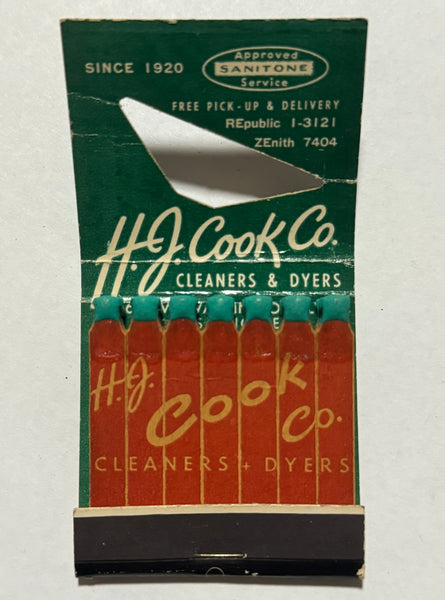 SINCE 1920
Approved
SANITONE
Service
FREE PICK-UP & DELIVERY
REpublic 1-3121
ZEnith 7404
H.J. Cook Co.
CLEANERS & DYERS
H.J. Cook Co.
CLEANERS + DYERS